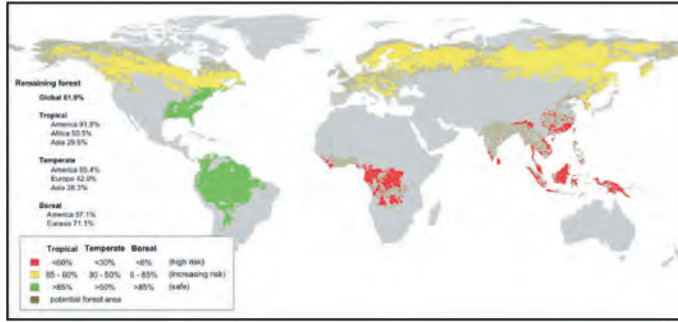 Remaining forest
Global 61.9%
Tropical
America 91.8%
Africa 50.5%
Asia 29.6%
Temperate
America 85.4%
Europe 42.9%
Asia 28.3%
Boreal
America 57.1%
Eurasia 71.1%
Tropical Temperate Boreal
<60% <30% (high risk)
85 - 60% 30 - 50% 6 - 85% (increasing risk)
>85% >50% >85% (safe)
potential forest area